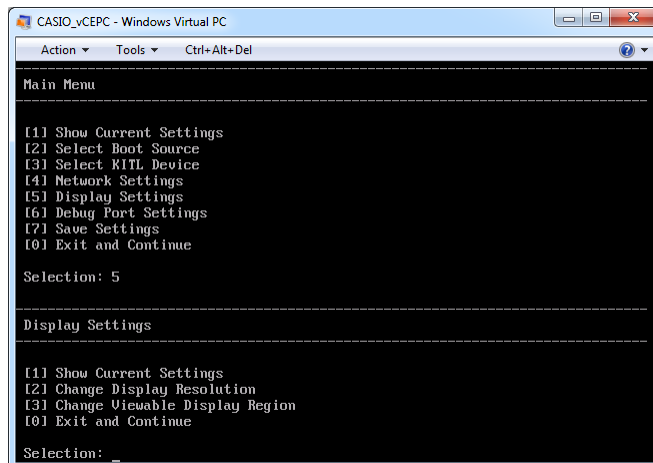 CASIO_vCEPC - Windows Virtual PC
Action Tools Ctrl+Alt+Del
Main Menu
[1] Show Current Settings
[2] Select Boot Source
[3] Select KITL Device
[4] Network Settings
[5] Display Settings
[6] Debug Port Settings
[7] Save Settings
[0] Exit and Continue
Selection: 5
Display Settings
[1] Show Current Settings
[2] Change Display Resolution
[3] Change Viewable Display Region
[0] Exit and Continue
Selection: _